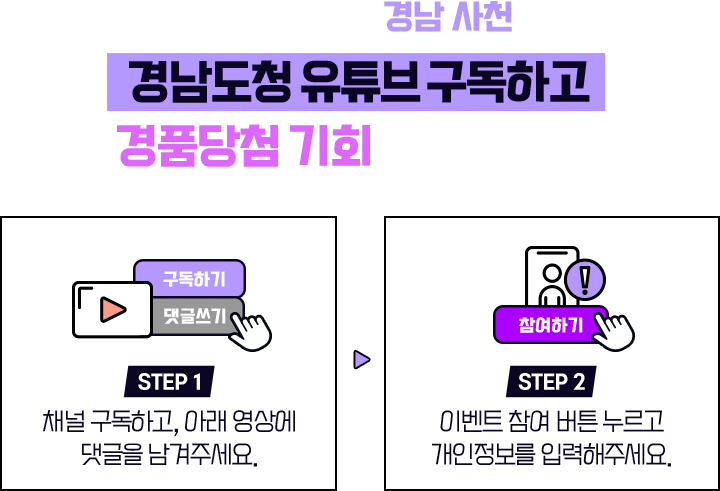 경남 사천
경남도청 유튜브 구독하고
경품당첨 기회
구독하기
댓글쓰기
STEP 1
채널 구독하고, 아래 영상에
댓글을 남겨주세요.
참여하기
STEP 2
이벤트 참여 버튼 누르고
개인정보를 입력해주세요.